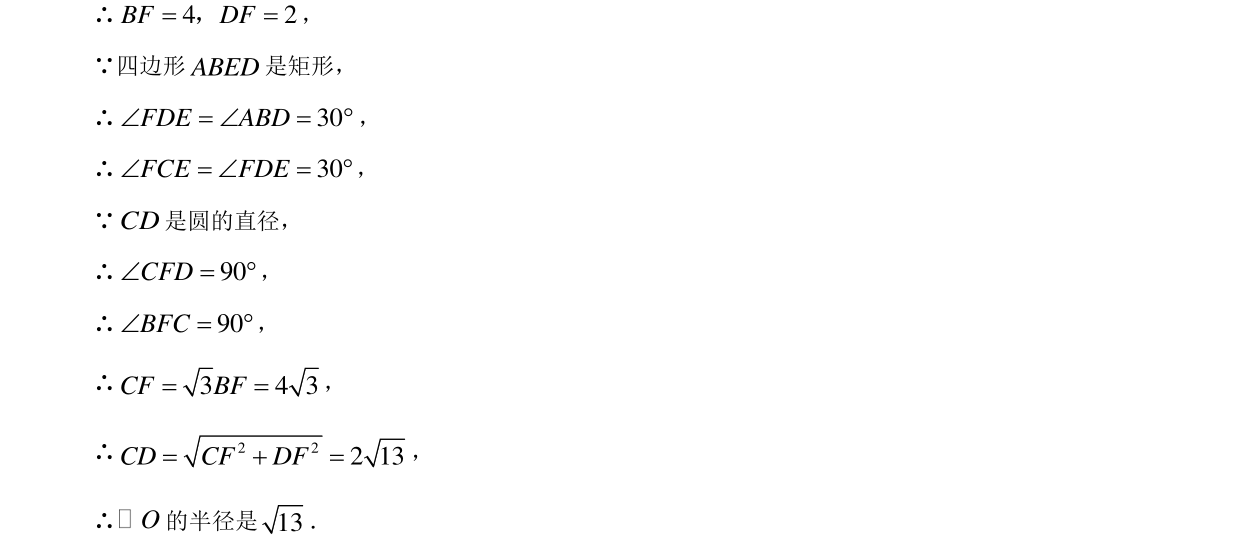 ∴ BF = 4，DF = 2，
∵四边形 ABED 是矩形，
∴ ∠FDE = ∠ABD = 30°，
∴ ∠FCE = ∠FDE = 30°，
∵ CD 是圆的直径，
∴ ∠CFD = 90°，
∴ ∠BFC = 90°，
∴ CF = √3BF = 4√3，
∴ CD = √(CF² + DF²) = 2√13，
∴□ O 的半径是 √13．